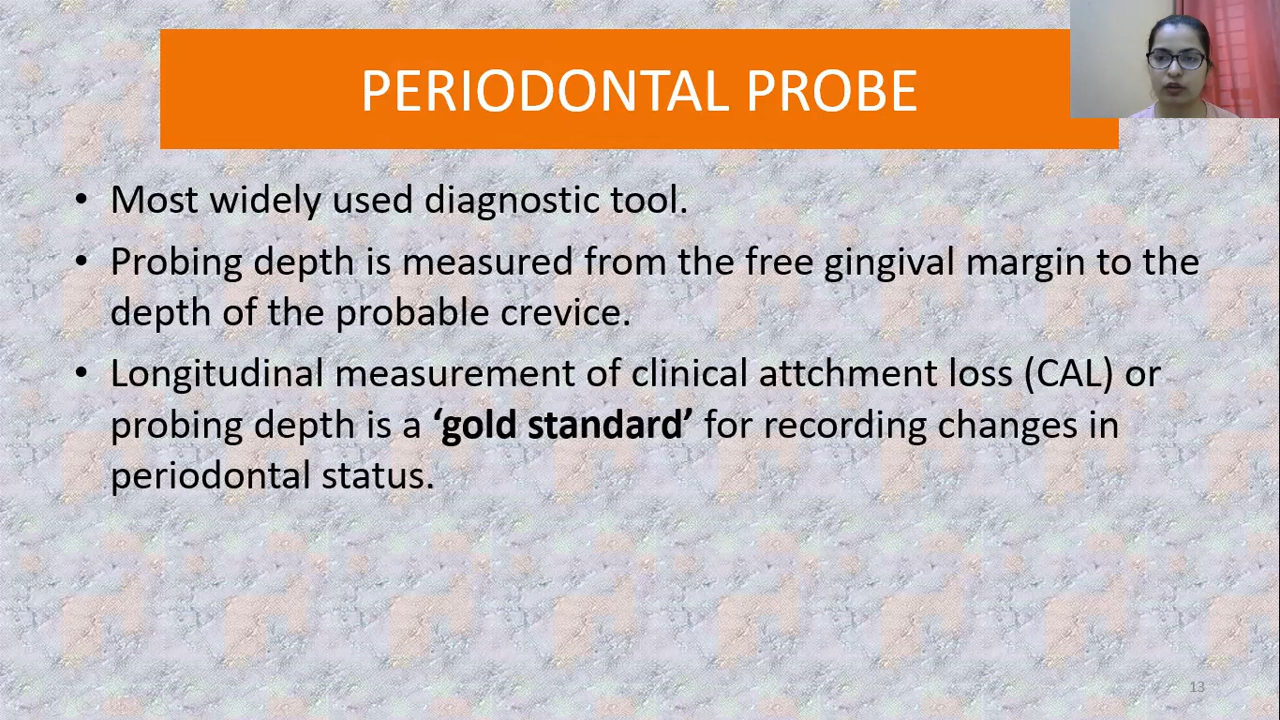 PERIODONTAL PROBE
• Most widely used diagnostic tool.
• Probing depth is measured from the free gingival margin to the
depth of the probable crevice.
• Longitudinal measurement of clinical attchment loss (CAL) or
probing depth is a ‘gold standard’ for recording changes in
periodontal status.
13